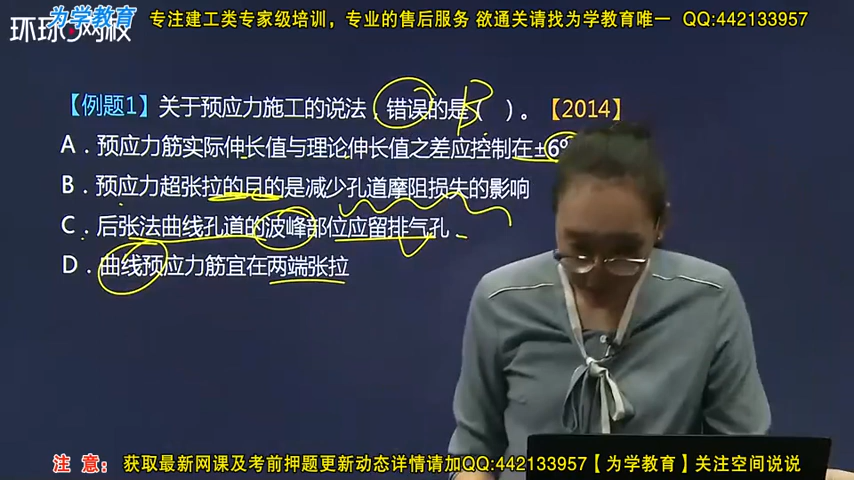 为学教育 专注建工类专家级培训，专业的售后服务 欲通关请找为学教育唯一 QQ:442133957
环球网校
【例题1】关于预应力施工的说法，错误的是（B）。【2014】
A．预应力筋实际伸长值与理论伸长值之差应控制在±6%
B．预应力超张拉的目的是减少孔道摩阻损失的影响
C．后张法曲线孔道的波峰部位应留排气孔
D．曲线预应力筋宜在两端张拉
注 意： 获取最新网课及考前押题更新动态详情请加QQ:442133957【为学教育】关注空间说说